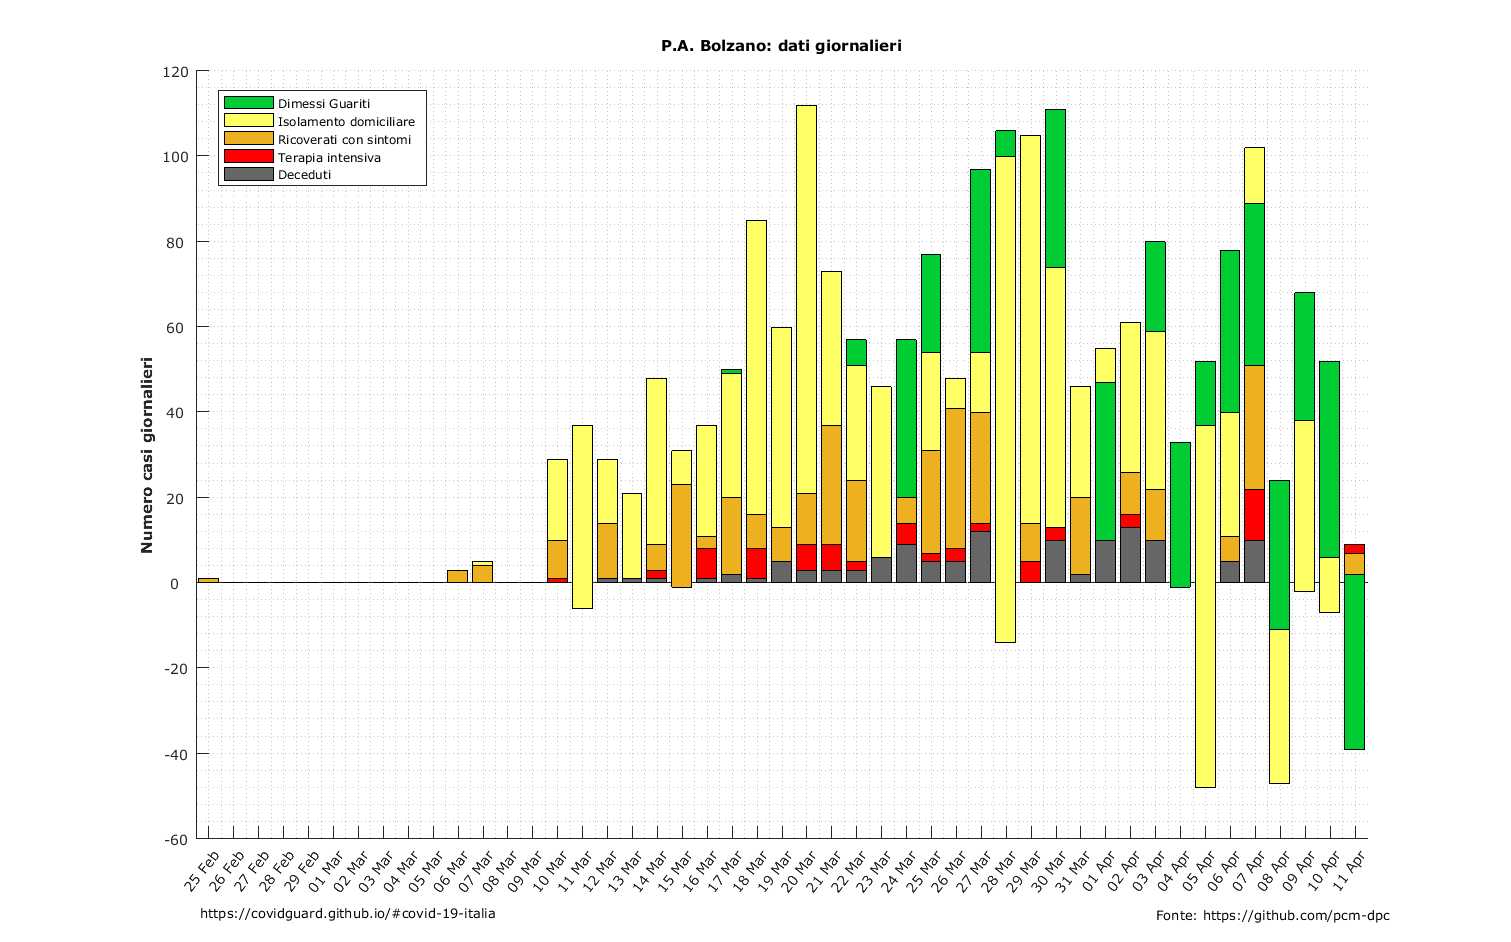 P.A. Bolzano: dati giornalieri
Numero casi giornalieri
120
100
80
60
40
20
0
-20
-40
-60
Dimessi Guariti
Isolamento domiciliare
Ricoverati con sintomi
Terapia intensiva
Deceduti
25 Feb
26 Feb
27 Feb
28 Feb
29 Feb
01 Mar
02 Mar
03 Mar
04 Mar
05 Mar
06 Mar
07 Mar
08 Mar
09 Mar
10 Mar
11 Mar
12 Mar
13 Mar
14 Mar
15 Mar
16 Mar
17 Mar
18 Mar
19 Mar
20 Mar
21 Mar
22 Mar
23 Mar
24 Mar
25 Mar
26 Mar
27 Mar
28 Mar
29 Mar
30 Mar
31 Mar
01 Apr
02 Apr
03 Apr
04 Apr
05 Apr
06 Apr
07 Apr
08 Apr
09 Apr
10 Apr
11 Apr
https://covidguard.github.io/#covid-19-italia
Fonte: https://github.com/pcm-dpc